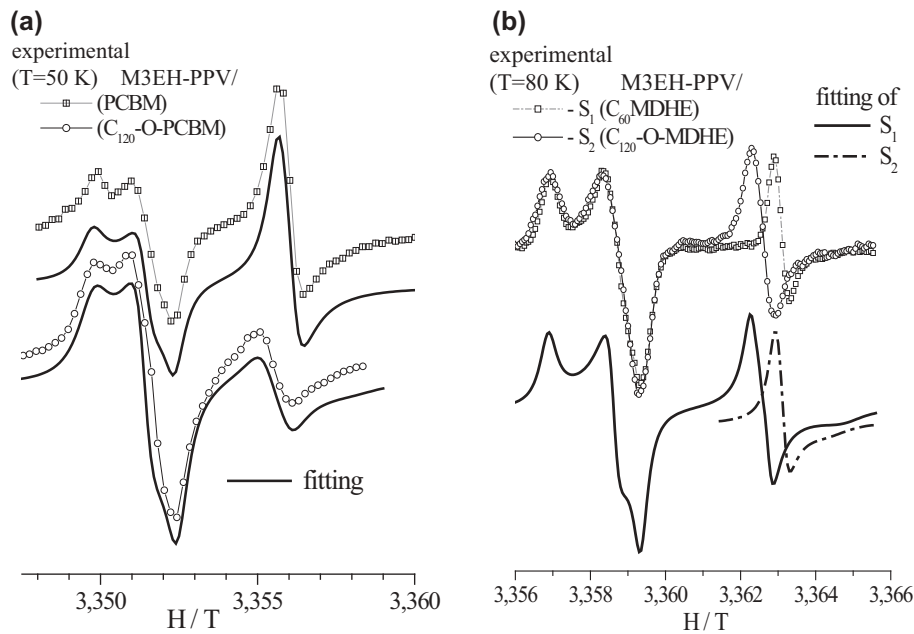 (a)
experimental
(T=50 K) M3EH-PPV/
(PCBM)
(C120-O-PCBM)
fitting
3,350 3,355 3,360
H / T
(b)
experimental
(T=80 K) M3EH-PPV/
- S1 (C60MDHE)
- S2 (C120-O-MDHE)
fitting of
S1
S2
3,356 3,358 3,360 3,362 3,364 3,366
H / T